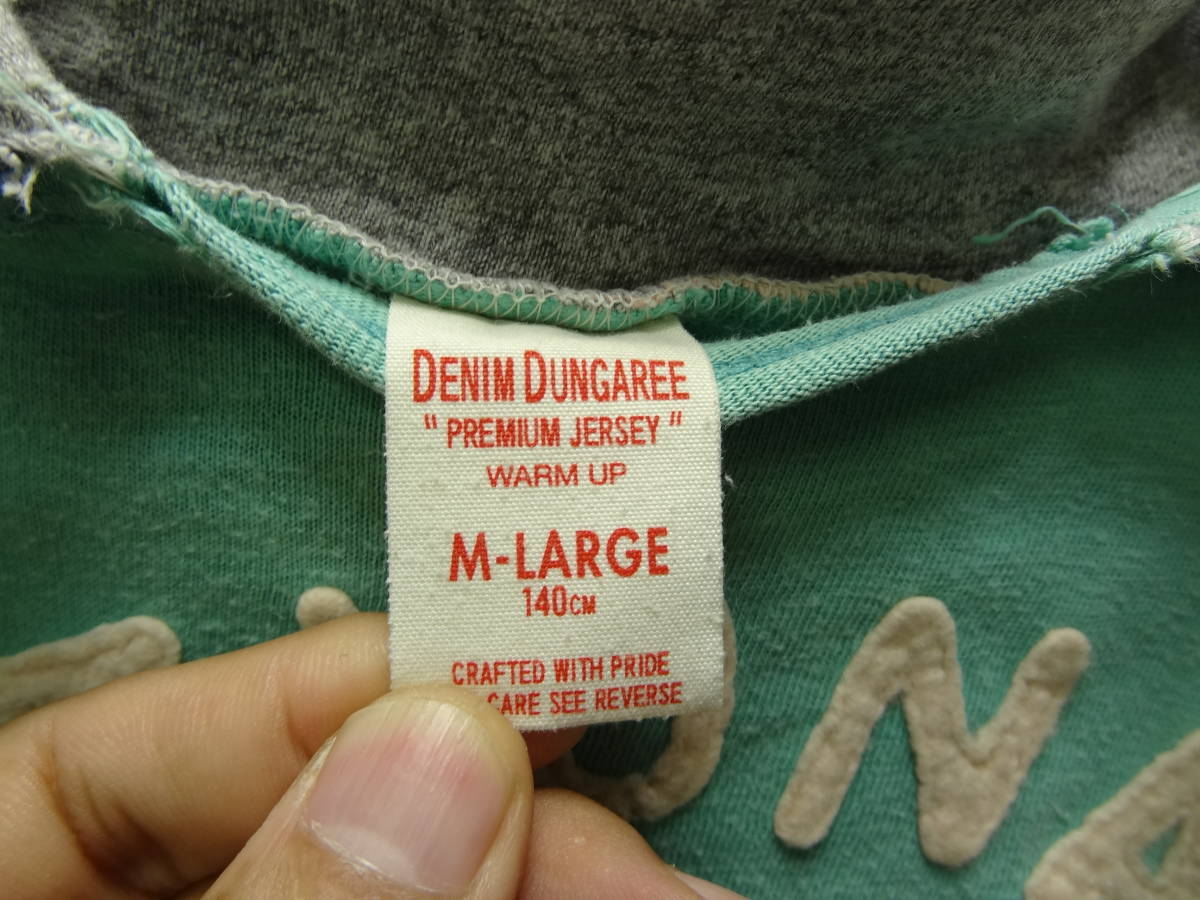 DENIM DUNGAREE
" PREMIUM JERSEY "
WARM UP
M-LARGE
140CM
CRAFTED WITH PRIDE
CARE SEE REVERSE